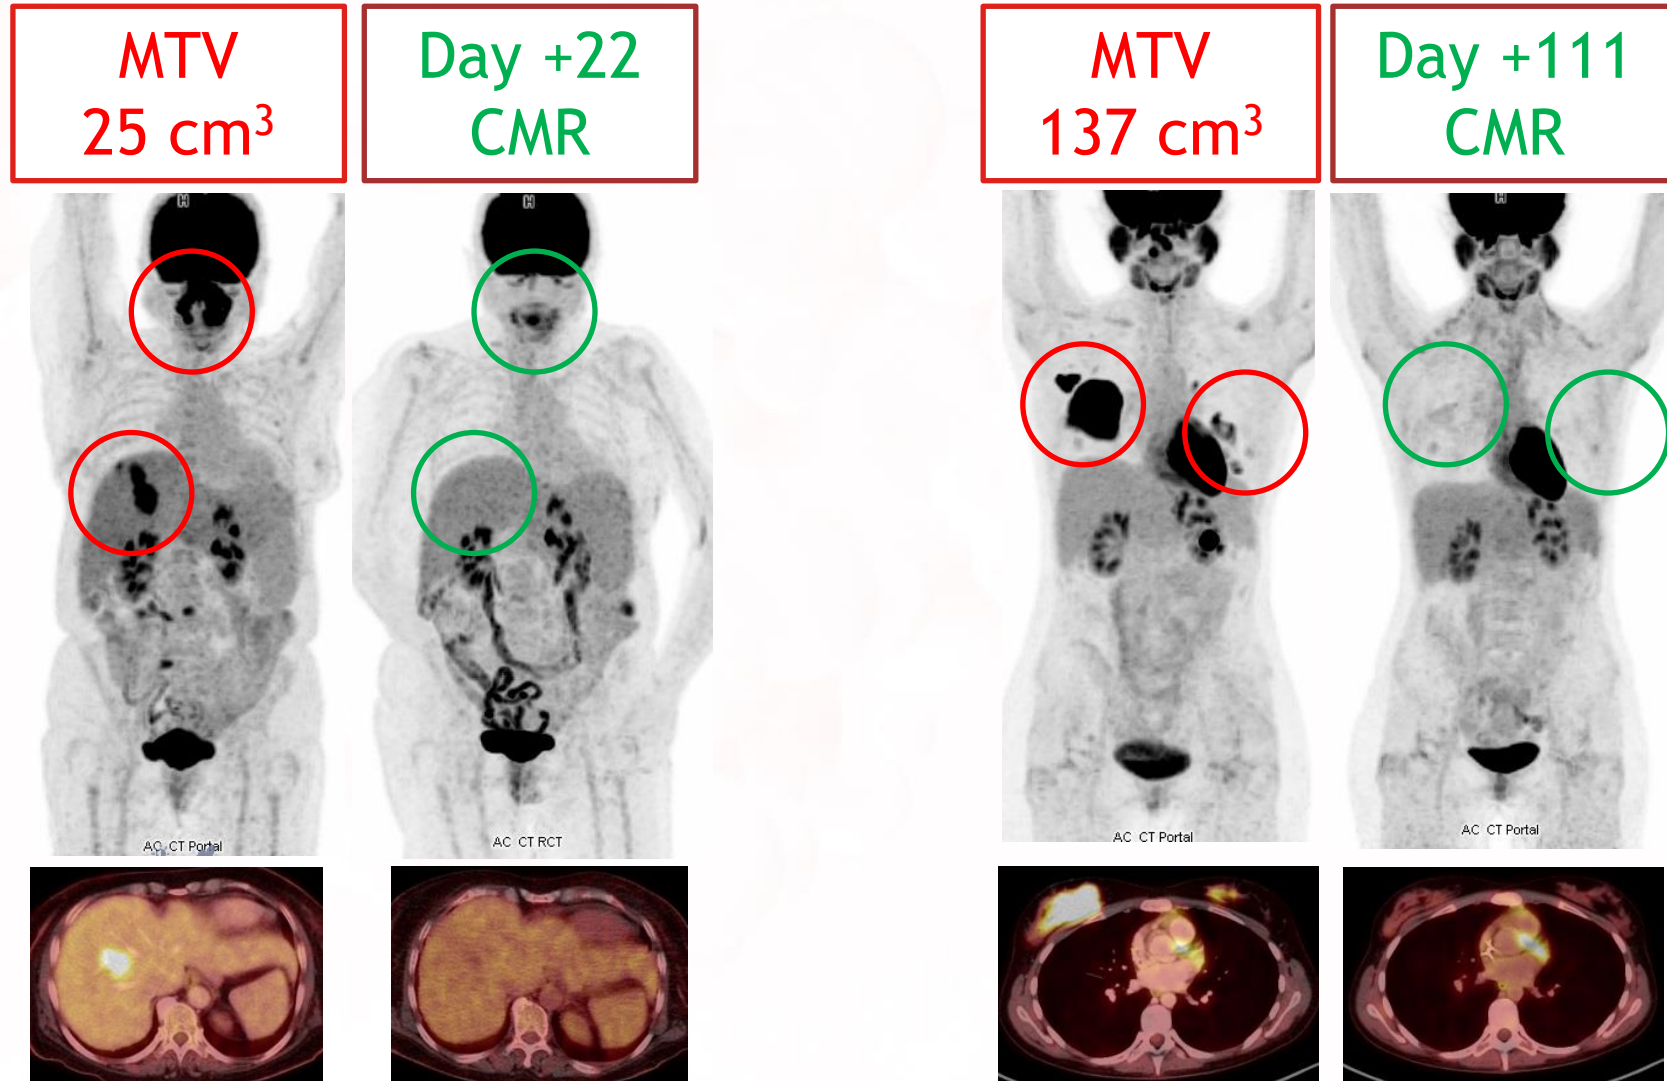 MTV
25 cm³
Day +22
CMR
MTV
137 cm³
Day +111
CMR
H
H
H
H
AC CT Portal
AC CT RCT
AC CT Portal
AC CT Portal